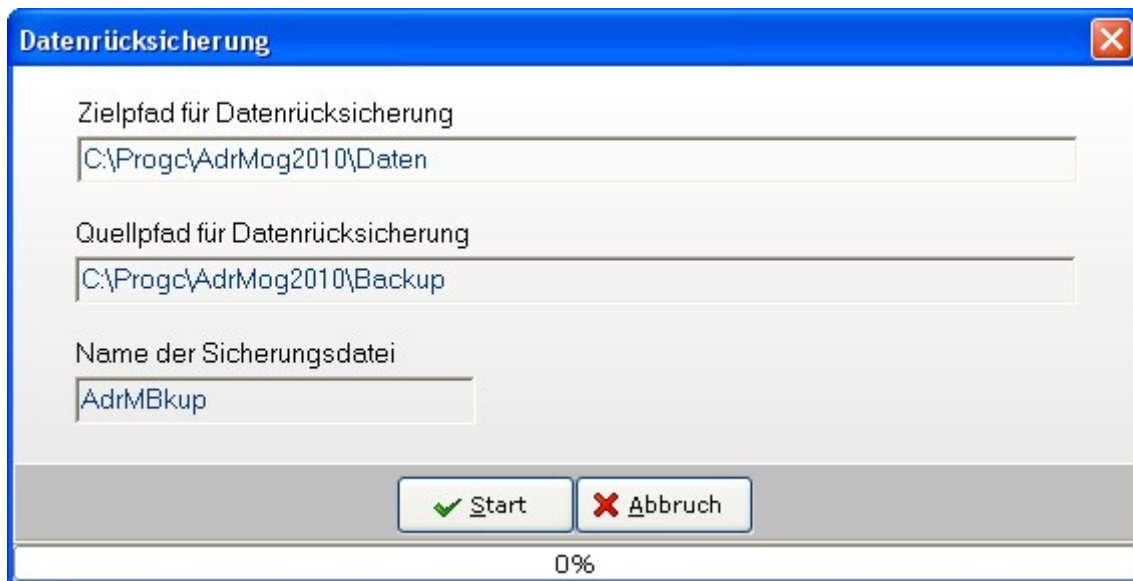 Datenrücksicherung
Zielpfad für Datenrücksicherung
C:\Progc\AdrMog2010\Daten
Quellpfad für Datenrücksicherung
C:\Progc\AdrMog2010\Backup
Name der Sicherungsdatei
AdrMBkup
Start Abbruch
0%